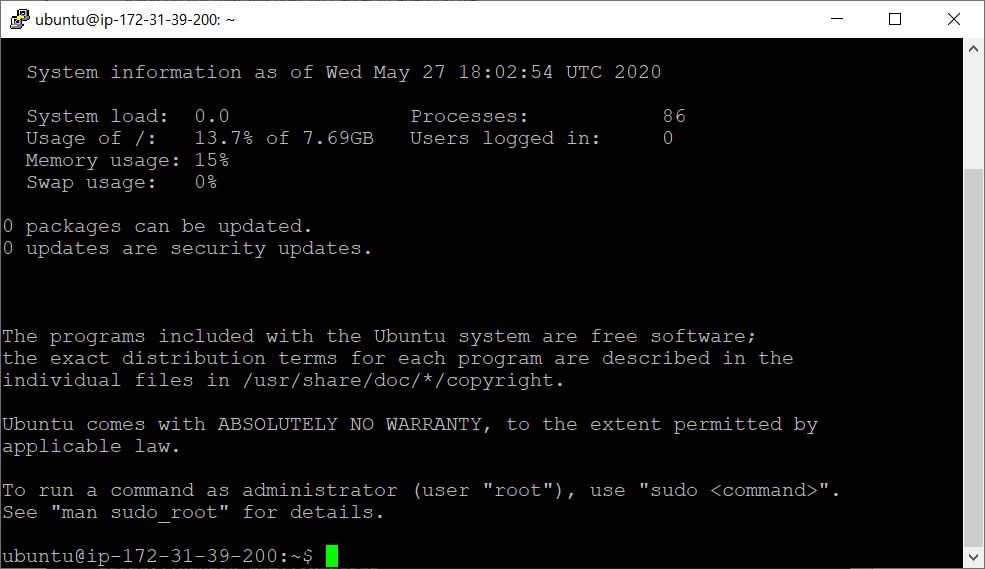 ubuntu@ip-172-31-39-200: ~
System information as of Wed May 27 18:02:54 UTC 2020
System load: 0.0 Processes: 86
Usage of /: 13.7% of 7.69GB Users logged in: 0
Memory usage: 15%
Swap usage: 0%
0 packages can be updated.
0 updates are security updates.
The programs included with the Ubuntu system are free software;
the exact distribution terms for each program are described in the
individual files in /usr/share/doc/*/copyright.
Ubuntu comes with ABSOLUTELY NO WARRANTY, to the extent permitted by
applicable law.
To run a command as administrator (user "root"), use "sudo <command>".
See "man sudo_root" for details.
ubuntu@ip-172-31-39-200:~$